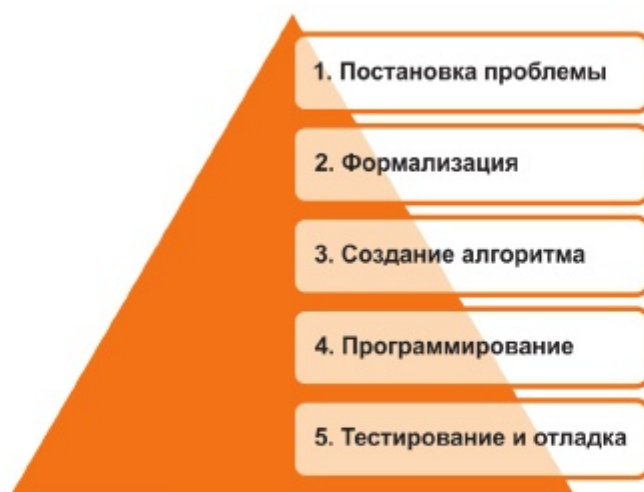 1. Постановка проблемы
2. Формализация
3. Создание алгоритма
4. Программирование
5. Тестирование и отладка